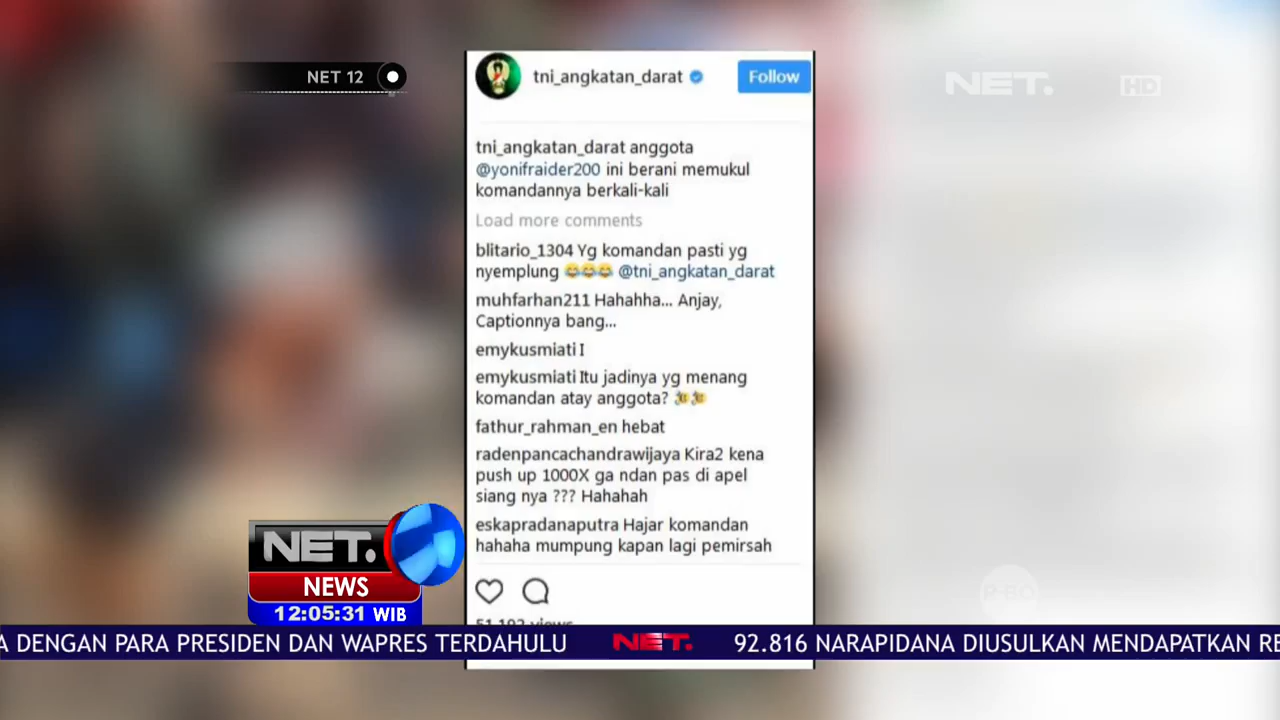 NET 12
NET.
HD
tni_angkatan_darat
Follow
tni_angkatan_darat anggota
@yonifraider200 ini berani memukul
komandannya berkali-kali
Load more comments
blitario_1304 Yg komandan pasti yg
nyemplung 😂😂😂 @tni_angkatan_darat
muhfarhan211 Hahahha... Anjay,
Captionnya bang...
emykusmiati I
emykusmiati Itu jadinya yg menang
komandan atay anggota?
fathur_rahman_en hebat
radenpancachandrawijaya Kira2 kena
push up 1000X ga ndan pas di apel
siang nya ??? Hahahah
eskapradanaputra Hajar komandan
hahaha mumpung kapan lagi pemirsah
views
NET.
NEWS
12:05:31 WIB
P-BO
A DENGAN PARA PRESIDEN DAN WAPRES TERDAHULU NET. 92.816 NARAPIDANA DIUSULKAN MENDAPATKAN RE